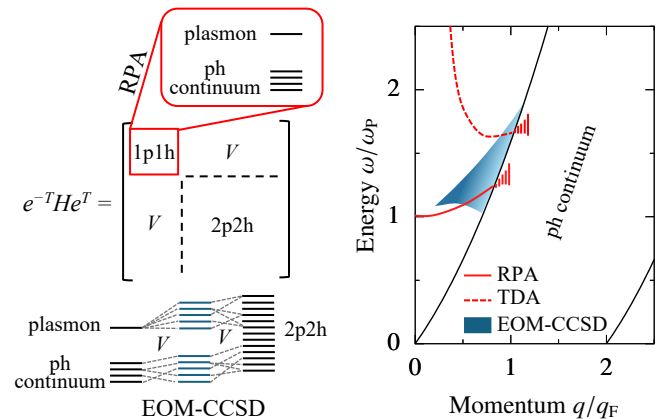 plasmon
ph
continuum
RPA
1p1h
V
e^{-T}He^{T} =
V
2p2h
plasmon
V
V
2p2h
ph
continuum
EOM-CCSD
2
1
0
Energy ω/ω_P
ph continuum
RPA
TDA
EOM-CCSD
0
1
2
Momentum q/q_F